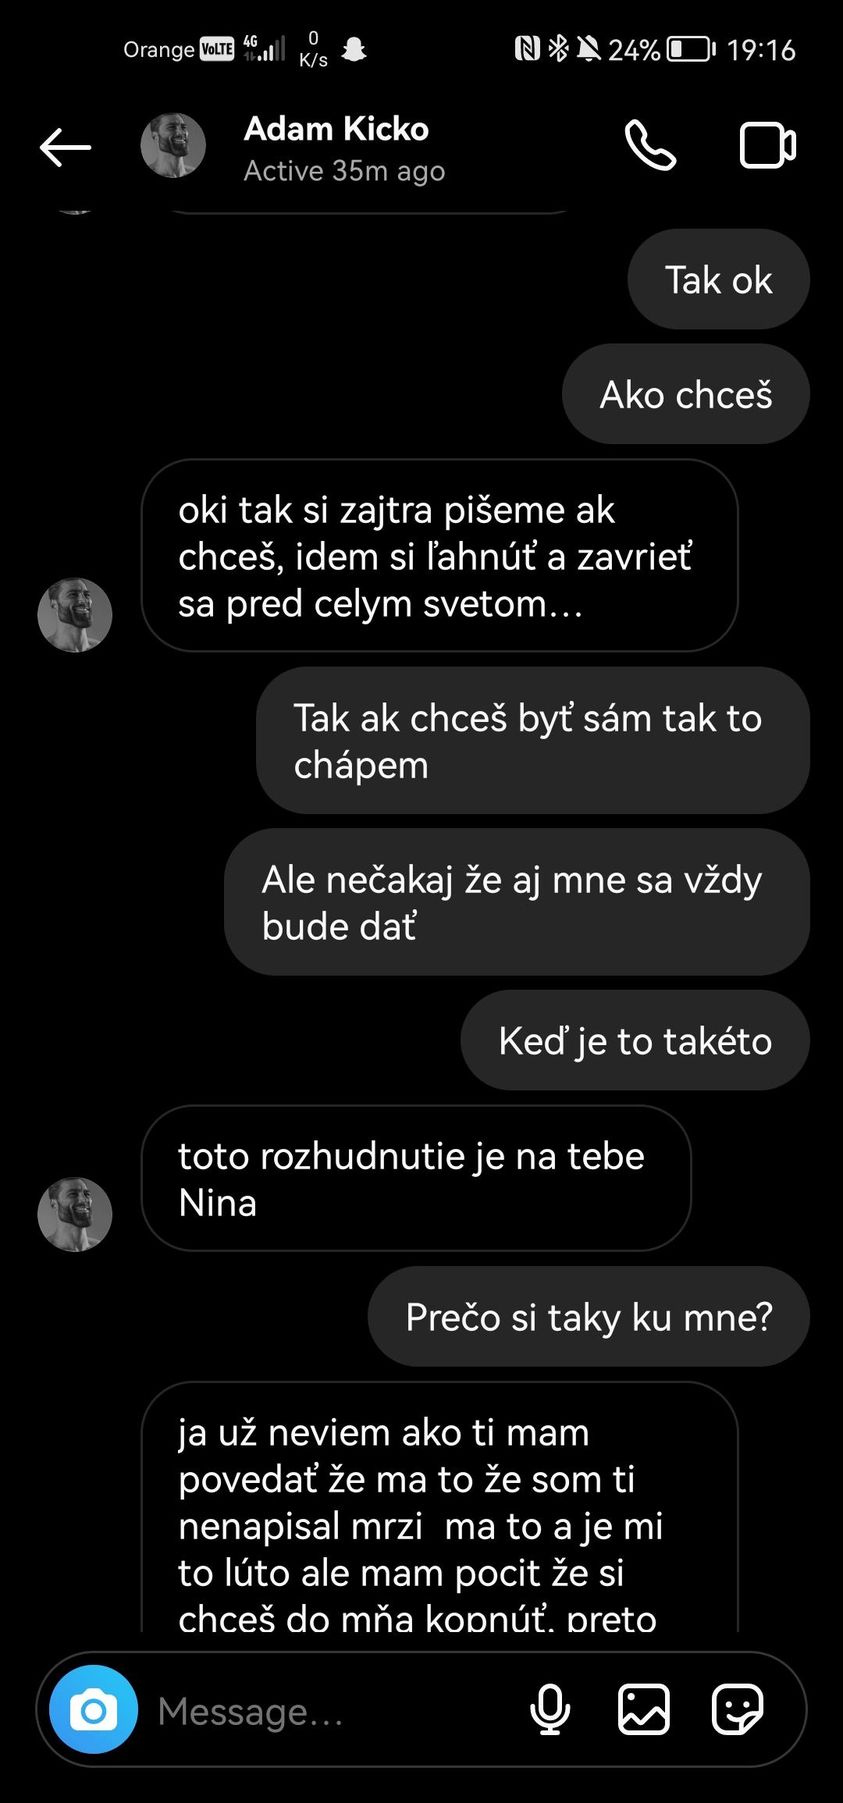 Orange VoLTE 4G 0 K/s 24% 19:16
Adam Kicko
Active 35m ago
Tak ok
Ako chceš
oki tak si zajtra pišeme ak
chceš, idem si ľahnúť a zavrieť
sa pred celym svetom...
Tak ak chceš byť sám tak to
chápem
Ale nečakaj že aj mne sa vždy
bude dať
Keď je to takéto
toto rozhudnutie je na tebe
Nina
Prečo si taky ku mne?
ja už neviem ako ti mam
povedať že ma to že som ti
nenapisal mrzi  ma to a je mi
to lúto ale mam pocit že si
chceš do mňa kopnúť, preto
Message...